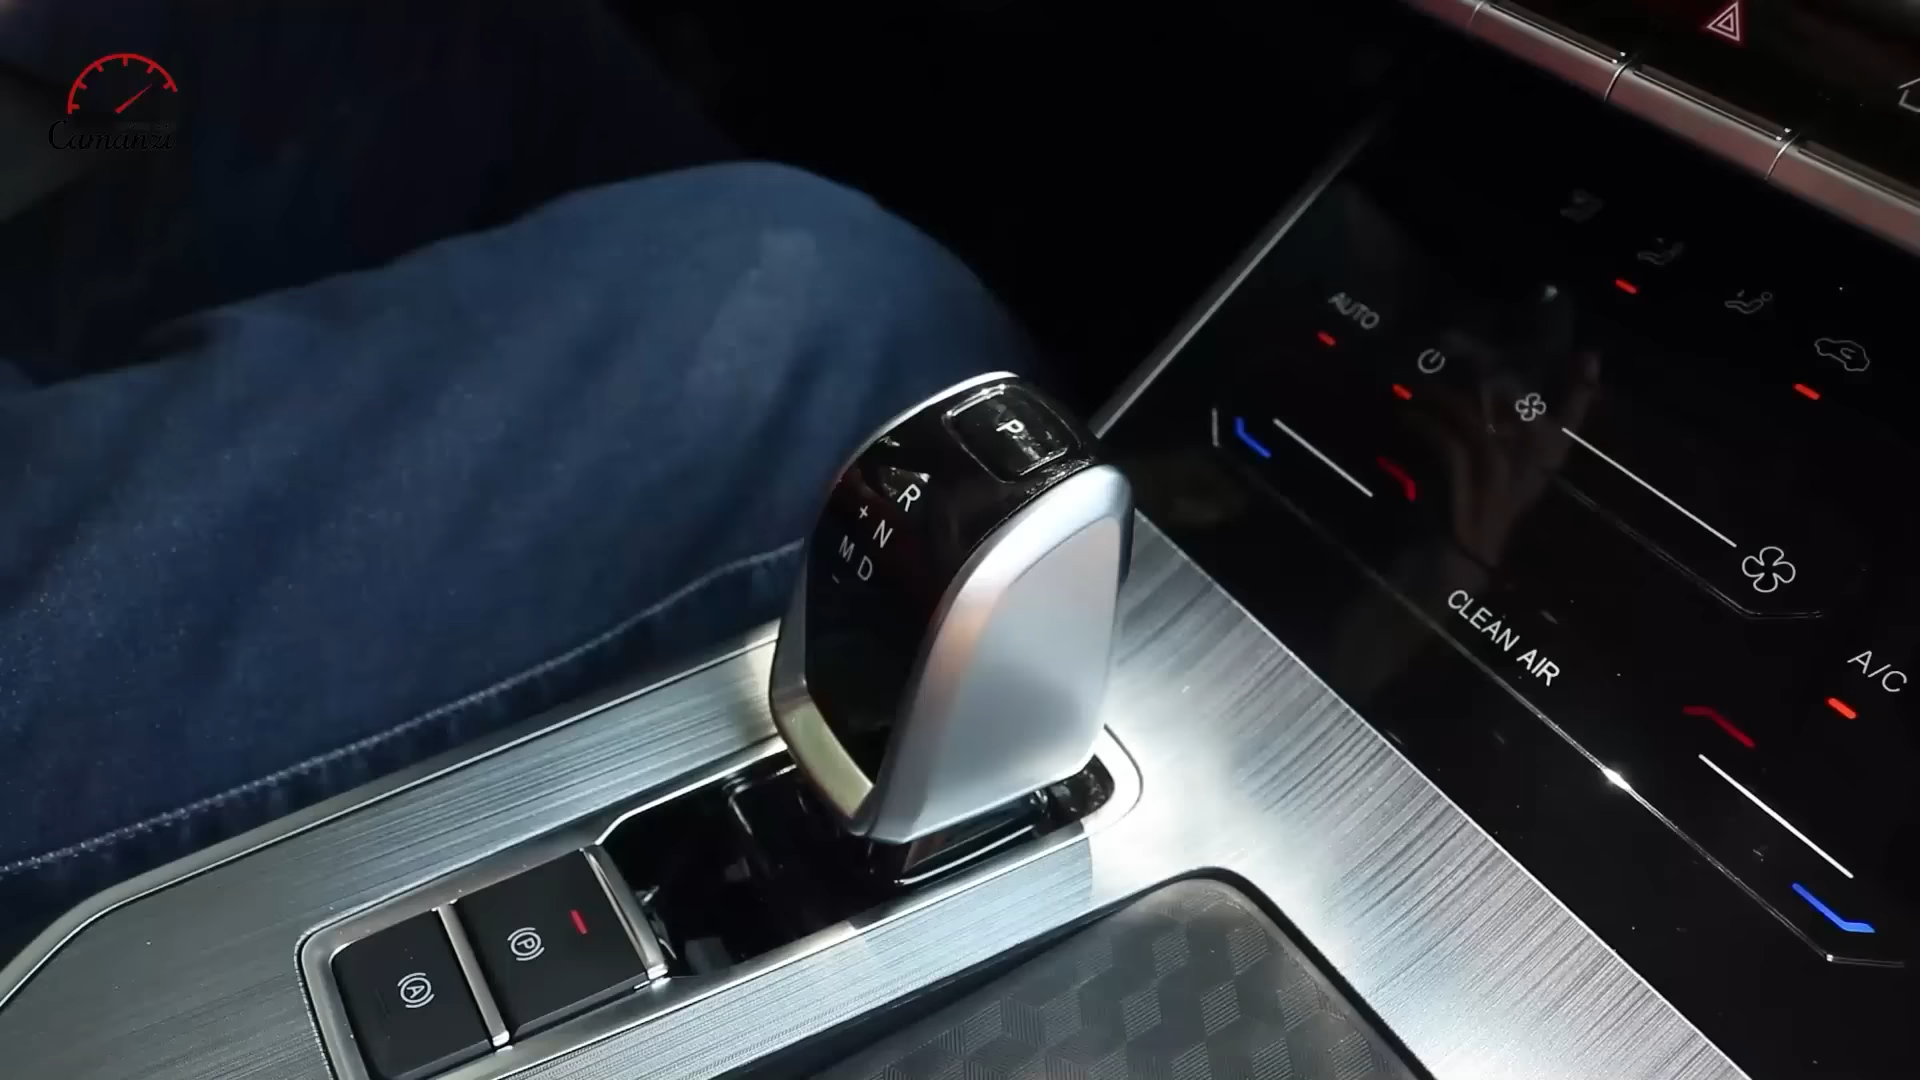 Camanzi
AUTO
P
R
+ N
M D
-
CLEAN AIR
A/C
(P)
(A)